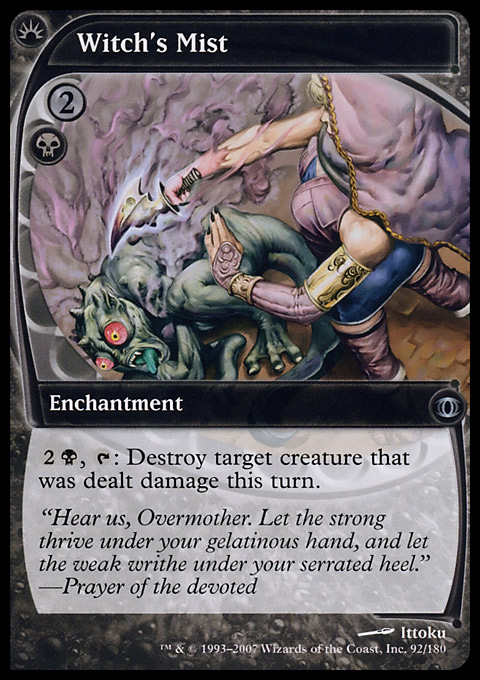 Witch's Mist
2
Enchantment
2 , : Destroy target creature that
was dealt damage this turn.
“Hear us, Overmother. Let the strong
thrive under your gelatinous hand, and let
the weak writhe under your serrated heel.”
—Prayer of the devoted
Ittoku
™ & © 1993–2007 Wizards of the Coast, Inc. 92/180